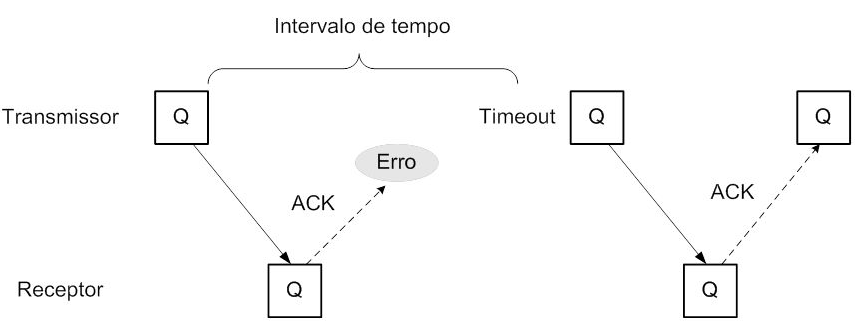 Intervalo de tempo
Transmissor Q Timeout Q Q
Erro
ACK ACK
Receptor Q Q